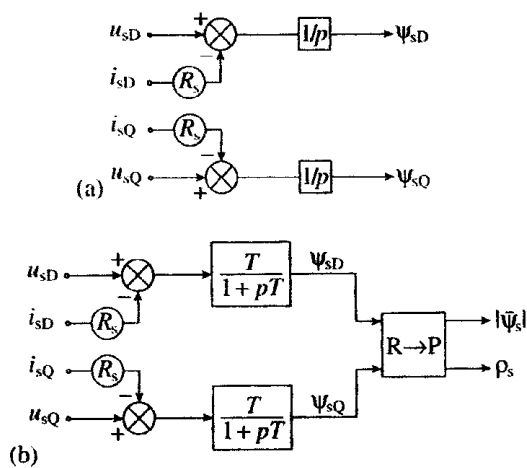 u_sD + − 1/p ψ_sD
i_sD R_s
i_sQ R_s
− 
(a) u_sQ + 1/p ψ_sQ
u_sD + − T / 1 + pT ψ_sD
i_sD R_s
R→P |ψ̄_s|
ρ_s
i_sQ R_s
−
u_sQ + T / 1 + pT ψ_sQ
(b)